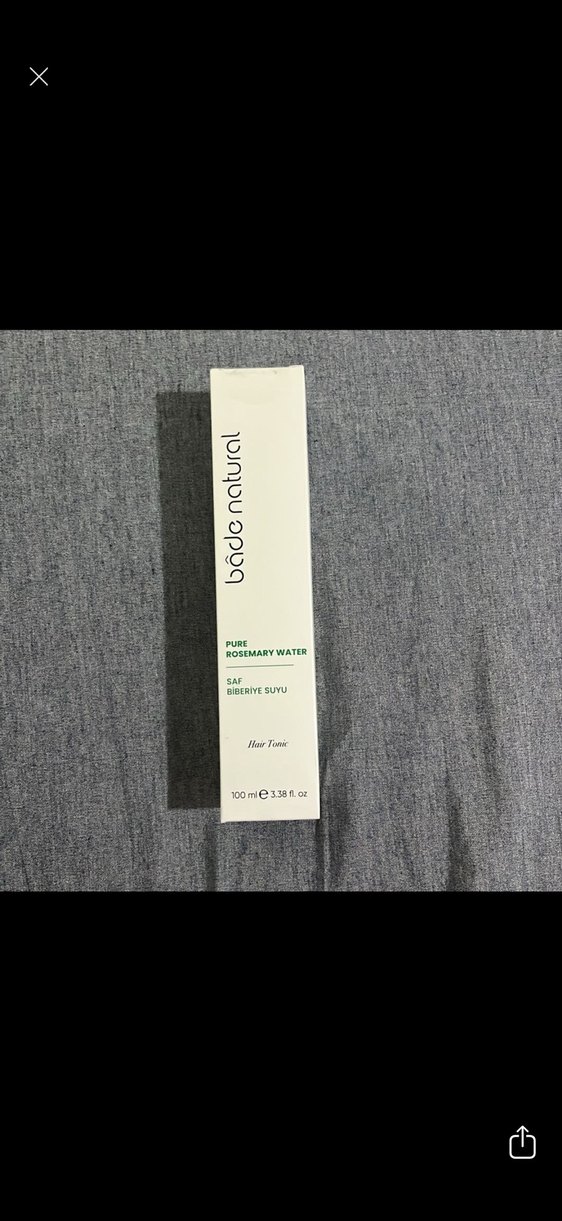 bâde natural
PURE
ROSEMARY WATER
SAF
BİBERİYE SUYU
Hair Tonic
100 ml ℮ 3.38 fl. oz